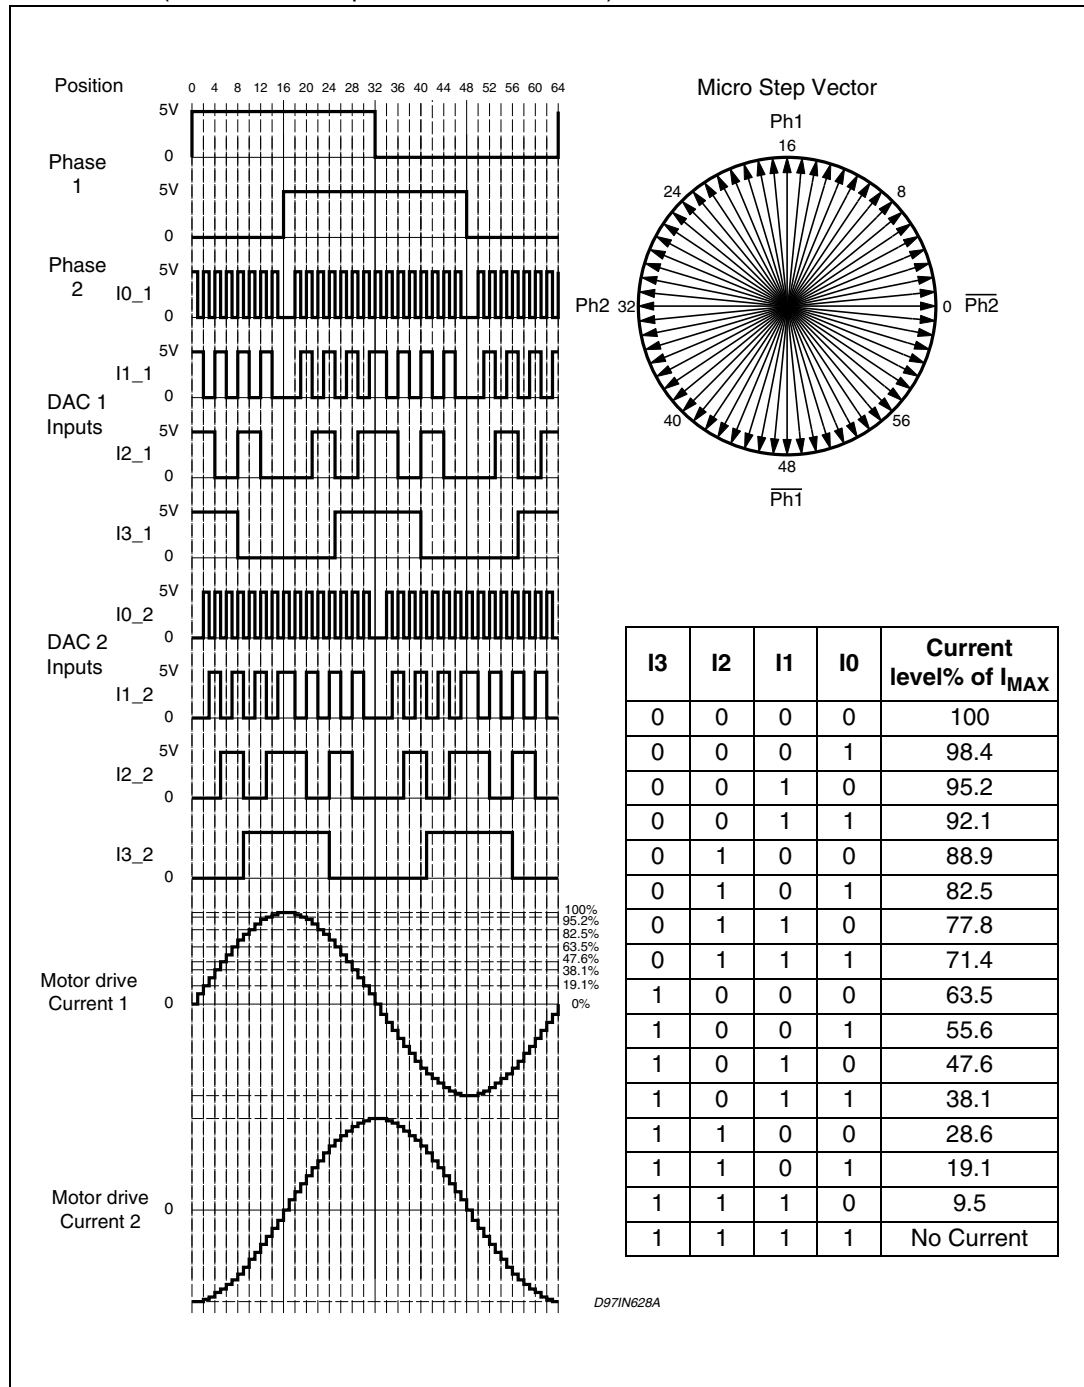 Position
0 4 8 12 16 20 24 28 32 36 40 44 48 52 56 60 64
5V
0
Phase
1
5V
0
Phase
2
I0_1
5V
0
I1_1
5V
0
DAC 1
Inputs
I2_1
5V
0
I3_1
5V
0
I0_2
5V
0
DAC 2
Inputs
I1_2
5V
0
I2_2
5V
0
I3_2
0
100%
95.2%
82.5%
63.5%
47.6%
38.1%
19.1%
0%
Motor drive
Current 1
0
Motor drive
Current 2
0
D97IN628A
Micro Step Vector
Ph1
16
24
8
Ph2 32
0 Ph2
40
56
48
Ph1
I3 I2 I1 I0 Current level% of IMAX
0 0 0 0 100
0 0 0 1 98.4
0 0 1 0 95.2
0 0 1 1 92.1
0 1 0 0 88.9
0 1 0 1 82.5
0 1 1 0 77.8
0 1 1 1 71.4
1 0 0 0 63.5
1 0 0 1 55.6
1 0 1 0 47.6
1 0 1 1 38.1
1 1 0 0 28.6
1 1 0 1 19.1
1 1 1 0 9.5
1 1 1 1 No Current